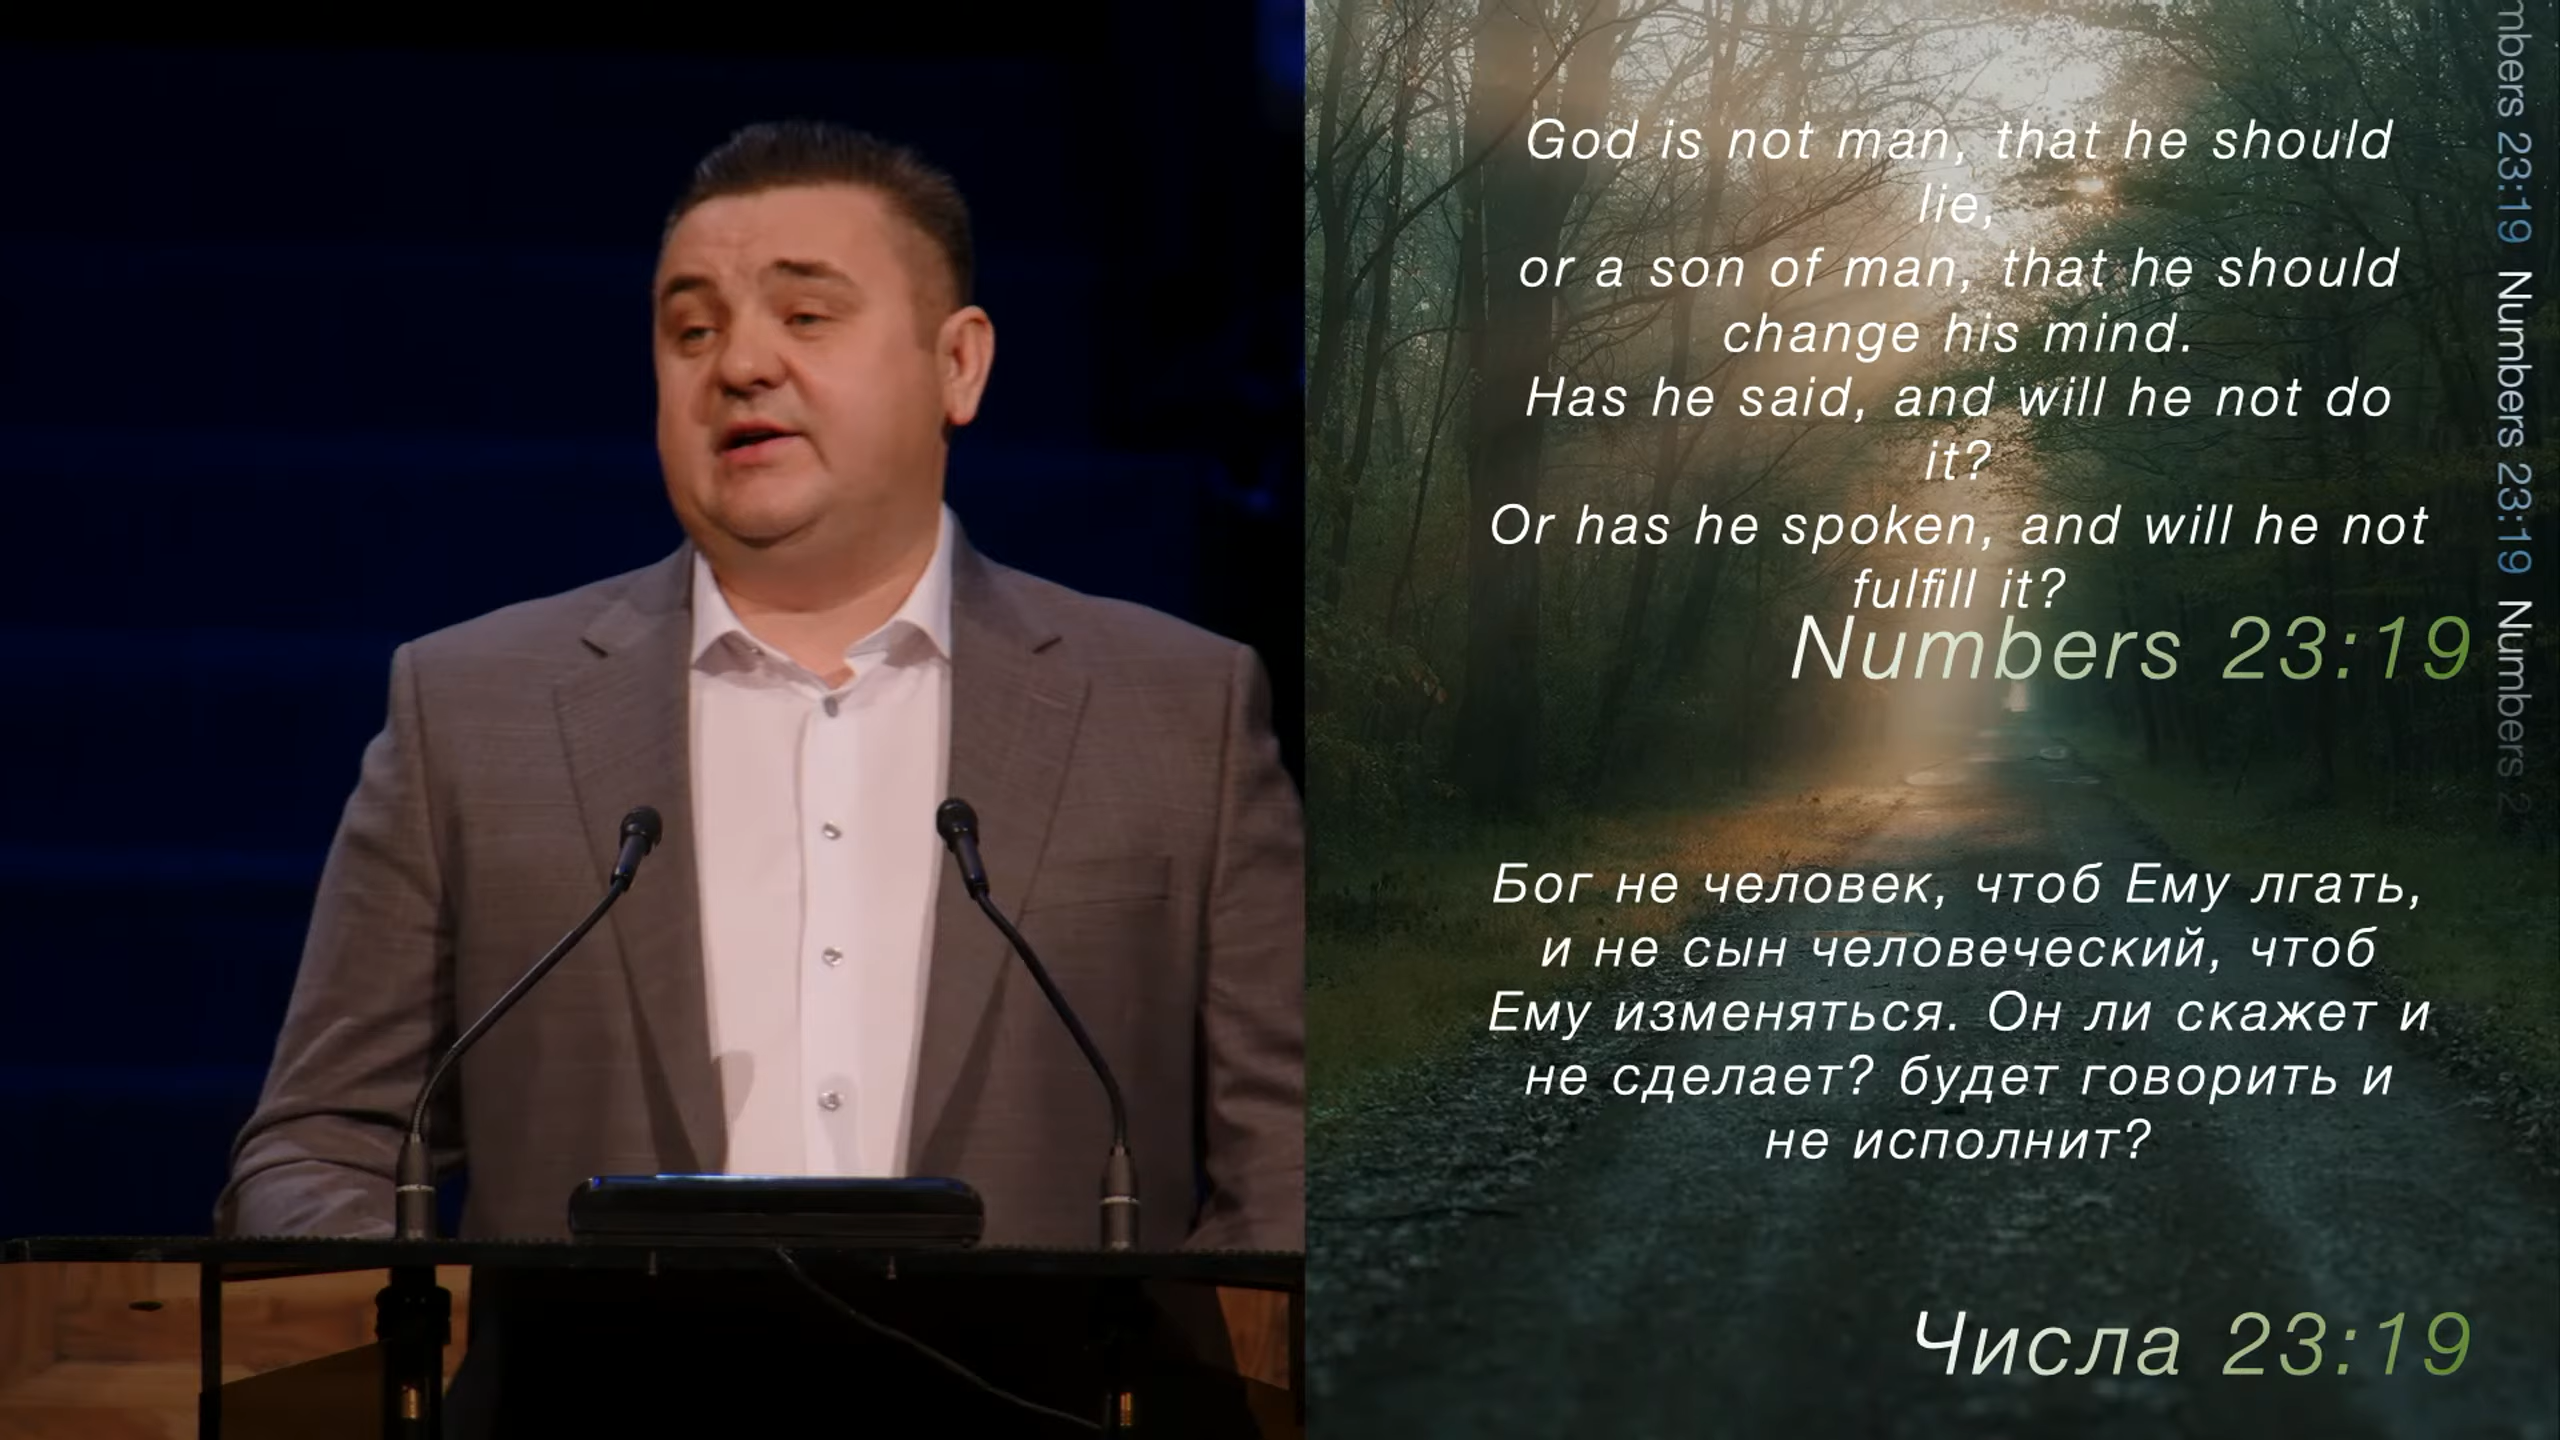 God is not man, that he should
lie,
or a son of man, that he should
change his mind.
Has he said, and will he not do
it?
Or has he spoken, and will he not
fulfill it?
Numbers 23:19
Бог не человек, чтоб Ему лгать,
и не сын человеческий, чтоб
Ему изменяться. Он ли скажет и
не сделает? будет говорить и
не исполнит?
Числа 23:19
mbers 23:19 Numbers 23:19 Numbers 2